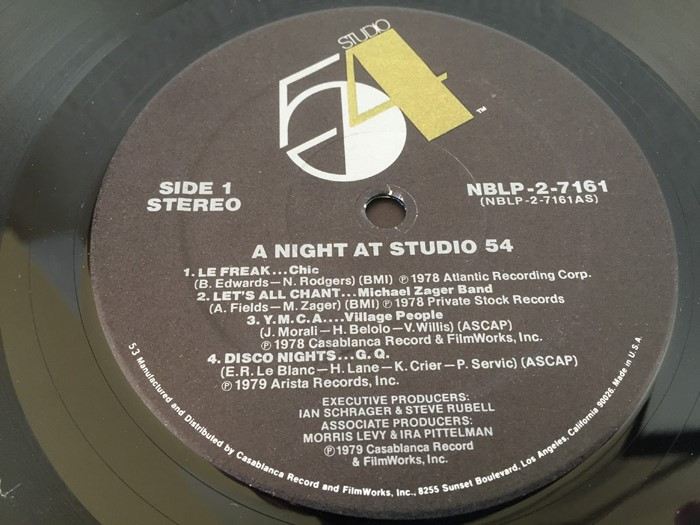 STUDIO
54
™
SIDE 1
STEREO
NBLP-2-7161
(NBLP-2-7161AS)
A NIGHT AT STUDIO 54
1. LE FREAK...Chic
(B. Edwards—N. Rodgers) (BMI) ℗1978 Atlantic Recording Corp.
2. LET'S ALL CHANT...Michael Zager Band
(A. Fields—M. Zager) (BMI) ℗1978 Private Stock Records
3. Y.M.C.A....Village People
(J. Morali—H. Belolo—V. Willis) (ASCAP)
℗1978 Casablanca Record & FilmWorks, Inc.
4. DISCO NIGHTS...G.Q.
(E.R. Le Blanc—H. Lane—K. Crier—P. Servic) (ASCAP)
℗1979 Arista Records, Inc.
EXECUTIVE PRODUCERS:
IAN SCHRAGER & STEVE RUBELL
ASSOCIATE PRODUCERS:
MORRIS LEVY & IRA PITTELMAN
℗1979 Casablanca Record
& FilmWorks, Inc.
53 Manufactured and Distributed by Casablanca Record and FilmWorks, Inc., 8255 Sunset Boulevard, Los Angeles, California 90026. Made in U.S.A.